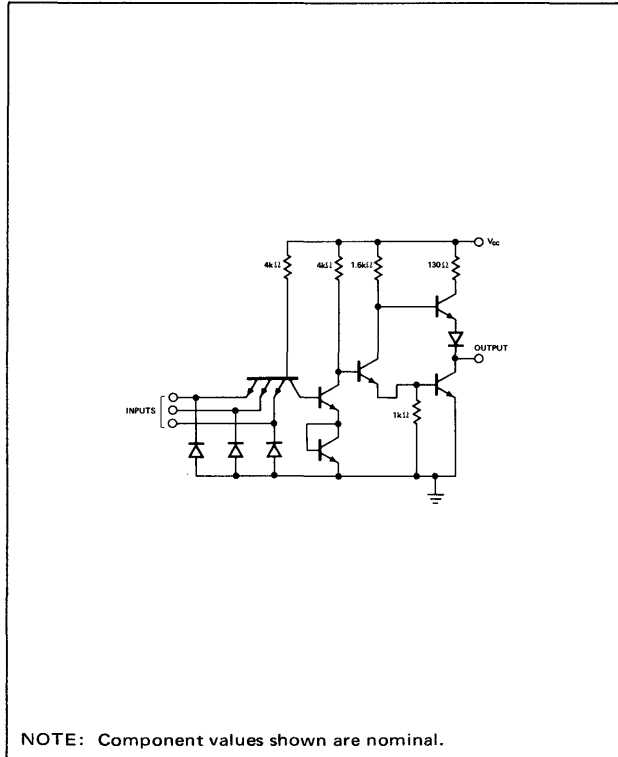 Vcc
4kΩ 4kΩ 1.6kΩ 130Ω
OUTPUT
INPUTS
1kΩ
NOTE: Component values shown are nominal.